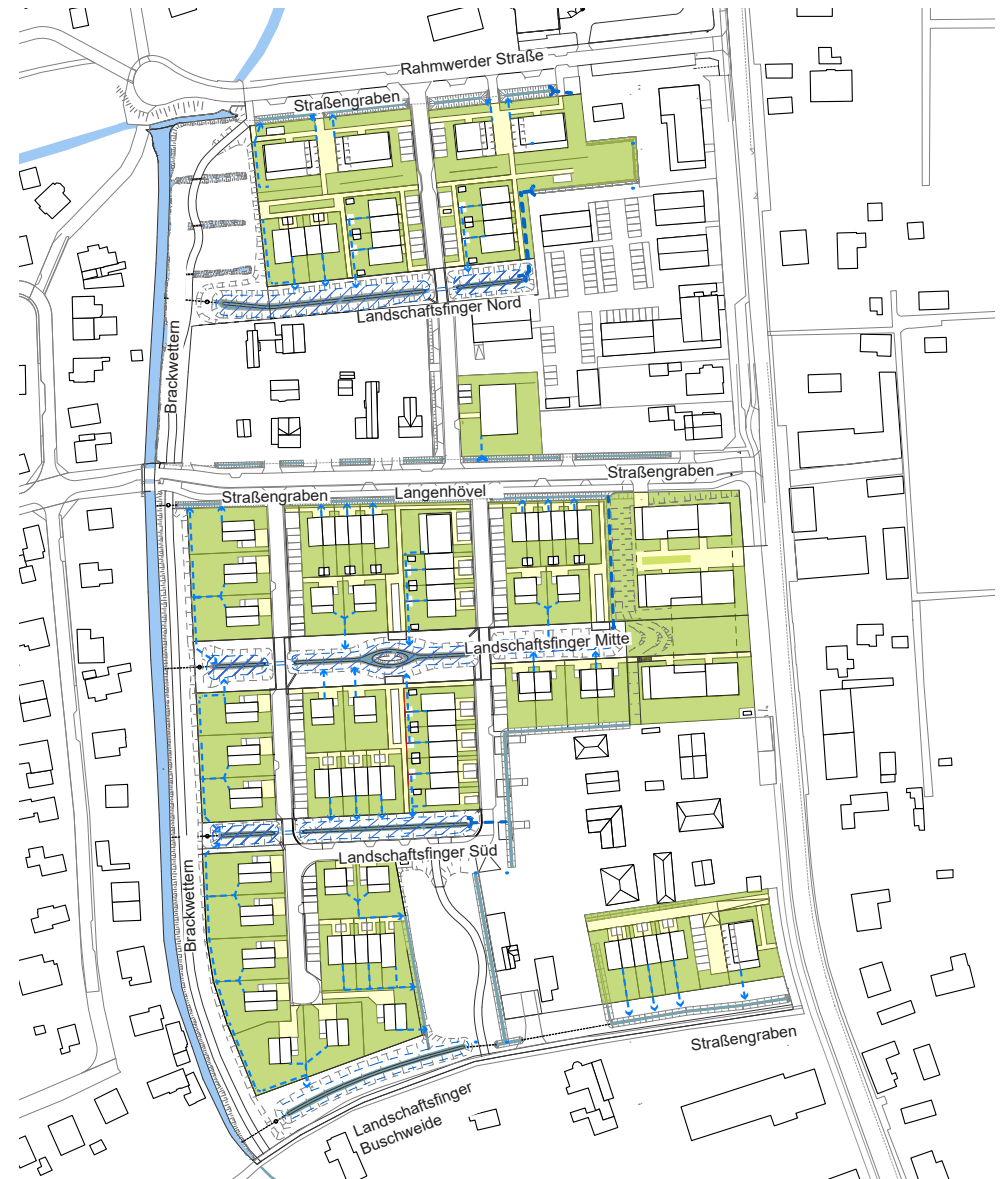 Rahmwerder Straße
Straßengraben
Landschaftsfinger Nord
Brackwettern
Straßengraben
Straßengraben
Langenhövel
Landschaftsfinger Mitte
Landschaftsfinger Süd
Brackwettern
Straßengraben
Landschaftsfinger
Buschweide